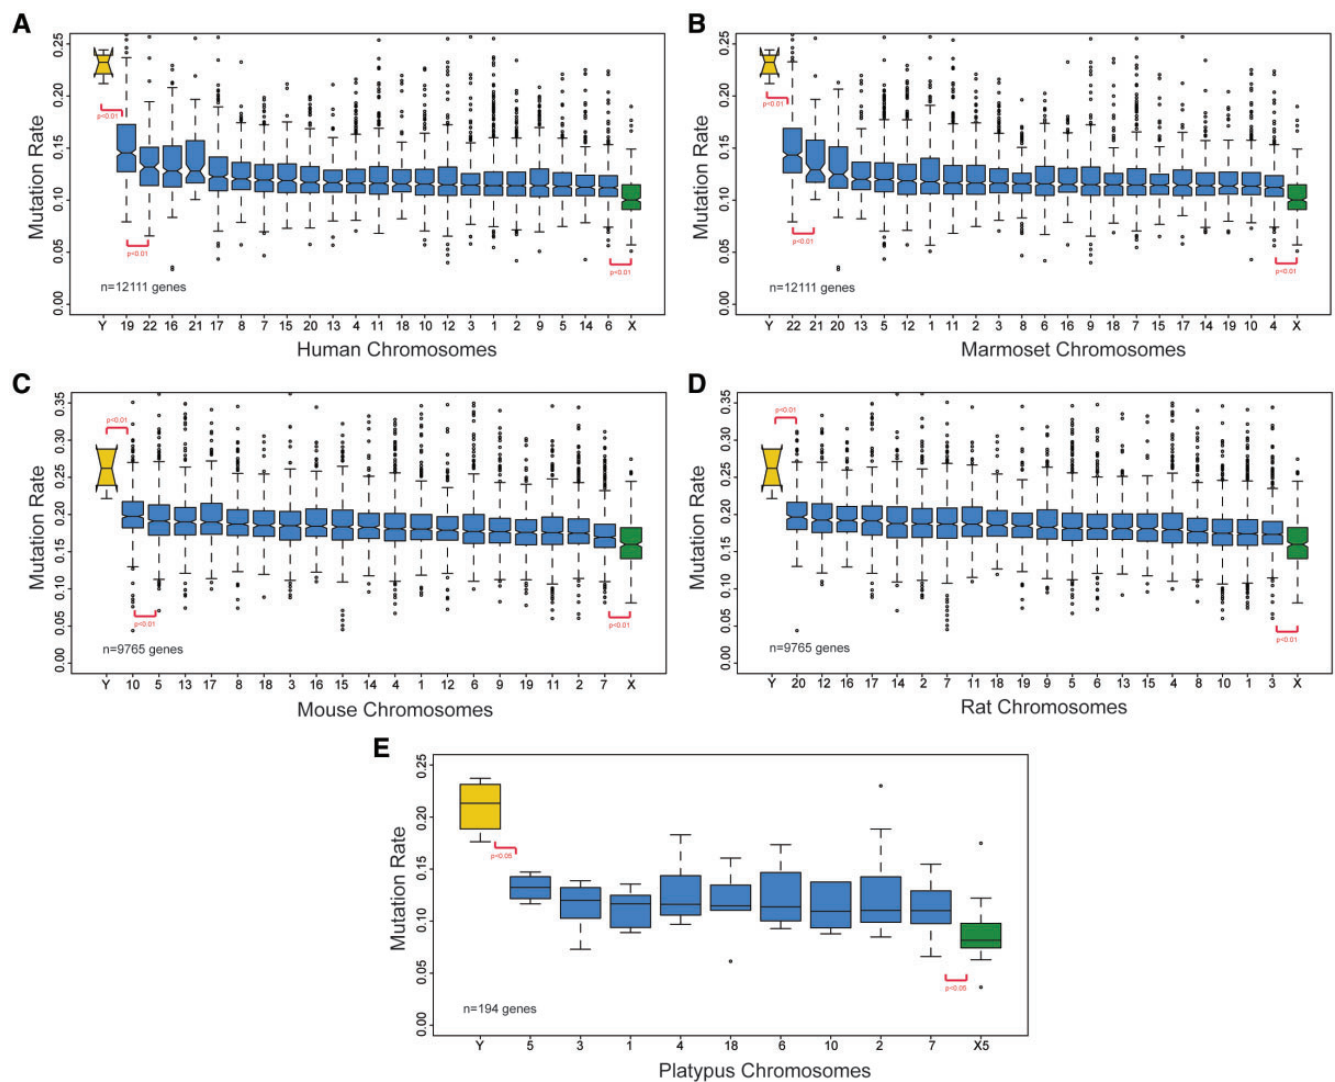 A
Mutation Rate
0.25
0.20
0.15
0.10
0.05
0.00
p<0.01
p<0.01
p<0.01
n=12111 genes
Y 19 22 16 21 17 8 7 15 20 13 4 11 18 10 12 3 1 2 9 5 14 6 X
Human Chromosomes
B
Mutation Rate
0.25
0.20
0.15
0.10
0.05
0.00
p<0.01
p<0.01
p<0.01
n=12111 genes
Y 22 21 20 13 5 12 1 11 2 3 8 6 16 9 18 7 15 17 14 19 10 4 X
Marmoset Chromosomes
C
Mutation Rate
0.35
0.30
0.25
0.20
0.15
0.10
0.05
0.00
p<0.01
p<0.01
p<0.01
n=9765 genes
Y 10 5 13 17 8 18 3 16 15 14 4 1 12 6 9 19 11 2 7 X
Mouse Chromosomes
D
Mutation Rate
0.35
0.30
0.25
0.20
0.15
0.10
0.05
0.00
p<0.01
p<0.01
n=9765 genes
Y 20 12 16 17 14 2 7 11 18 19 9 5 6 13 15 4 8 10 1 3 X
Rat Chromosomes
E
Mutation Rate
0.25
0.20
0.15
0.10
0.05
0.00
p<0.05
p<0.05
n=194 genes
Y 5 3 1 4 18 6 10 2 7 X5
Platypus Chromosomes